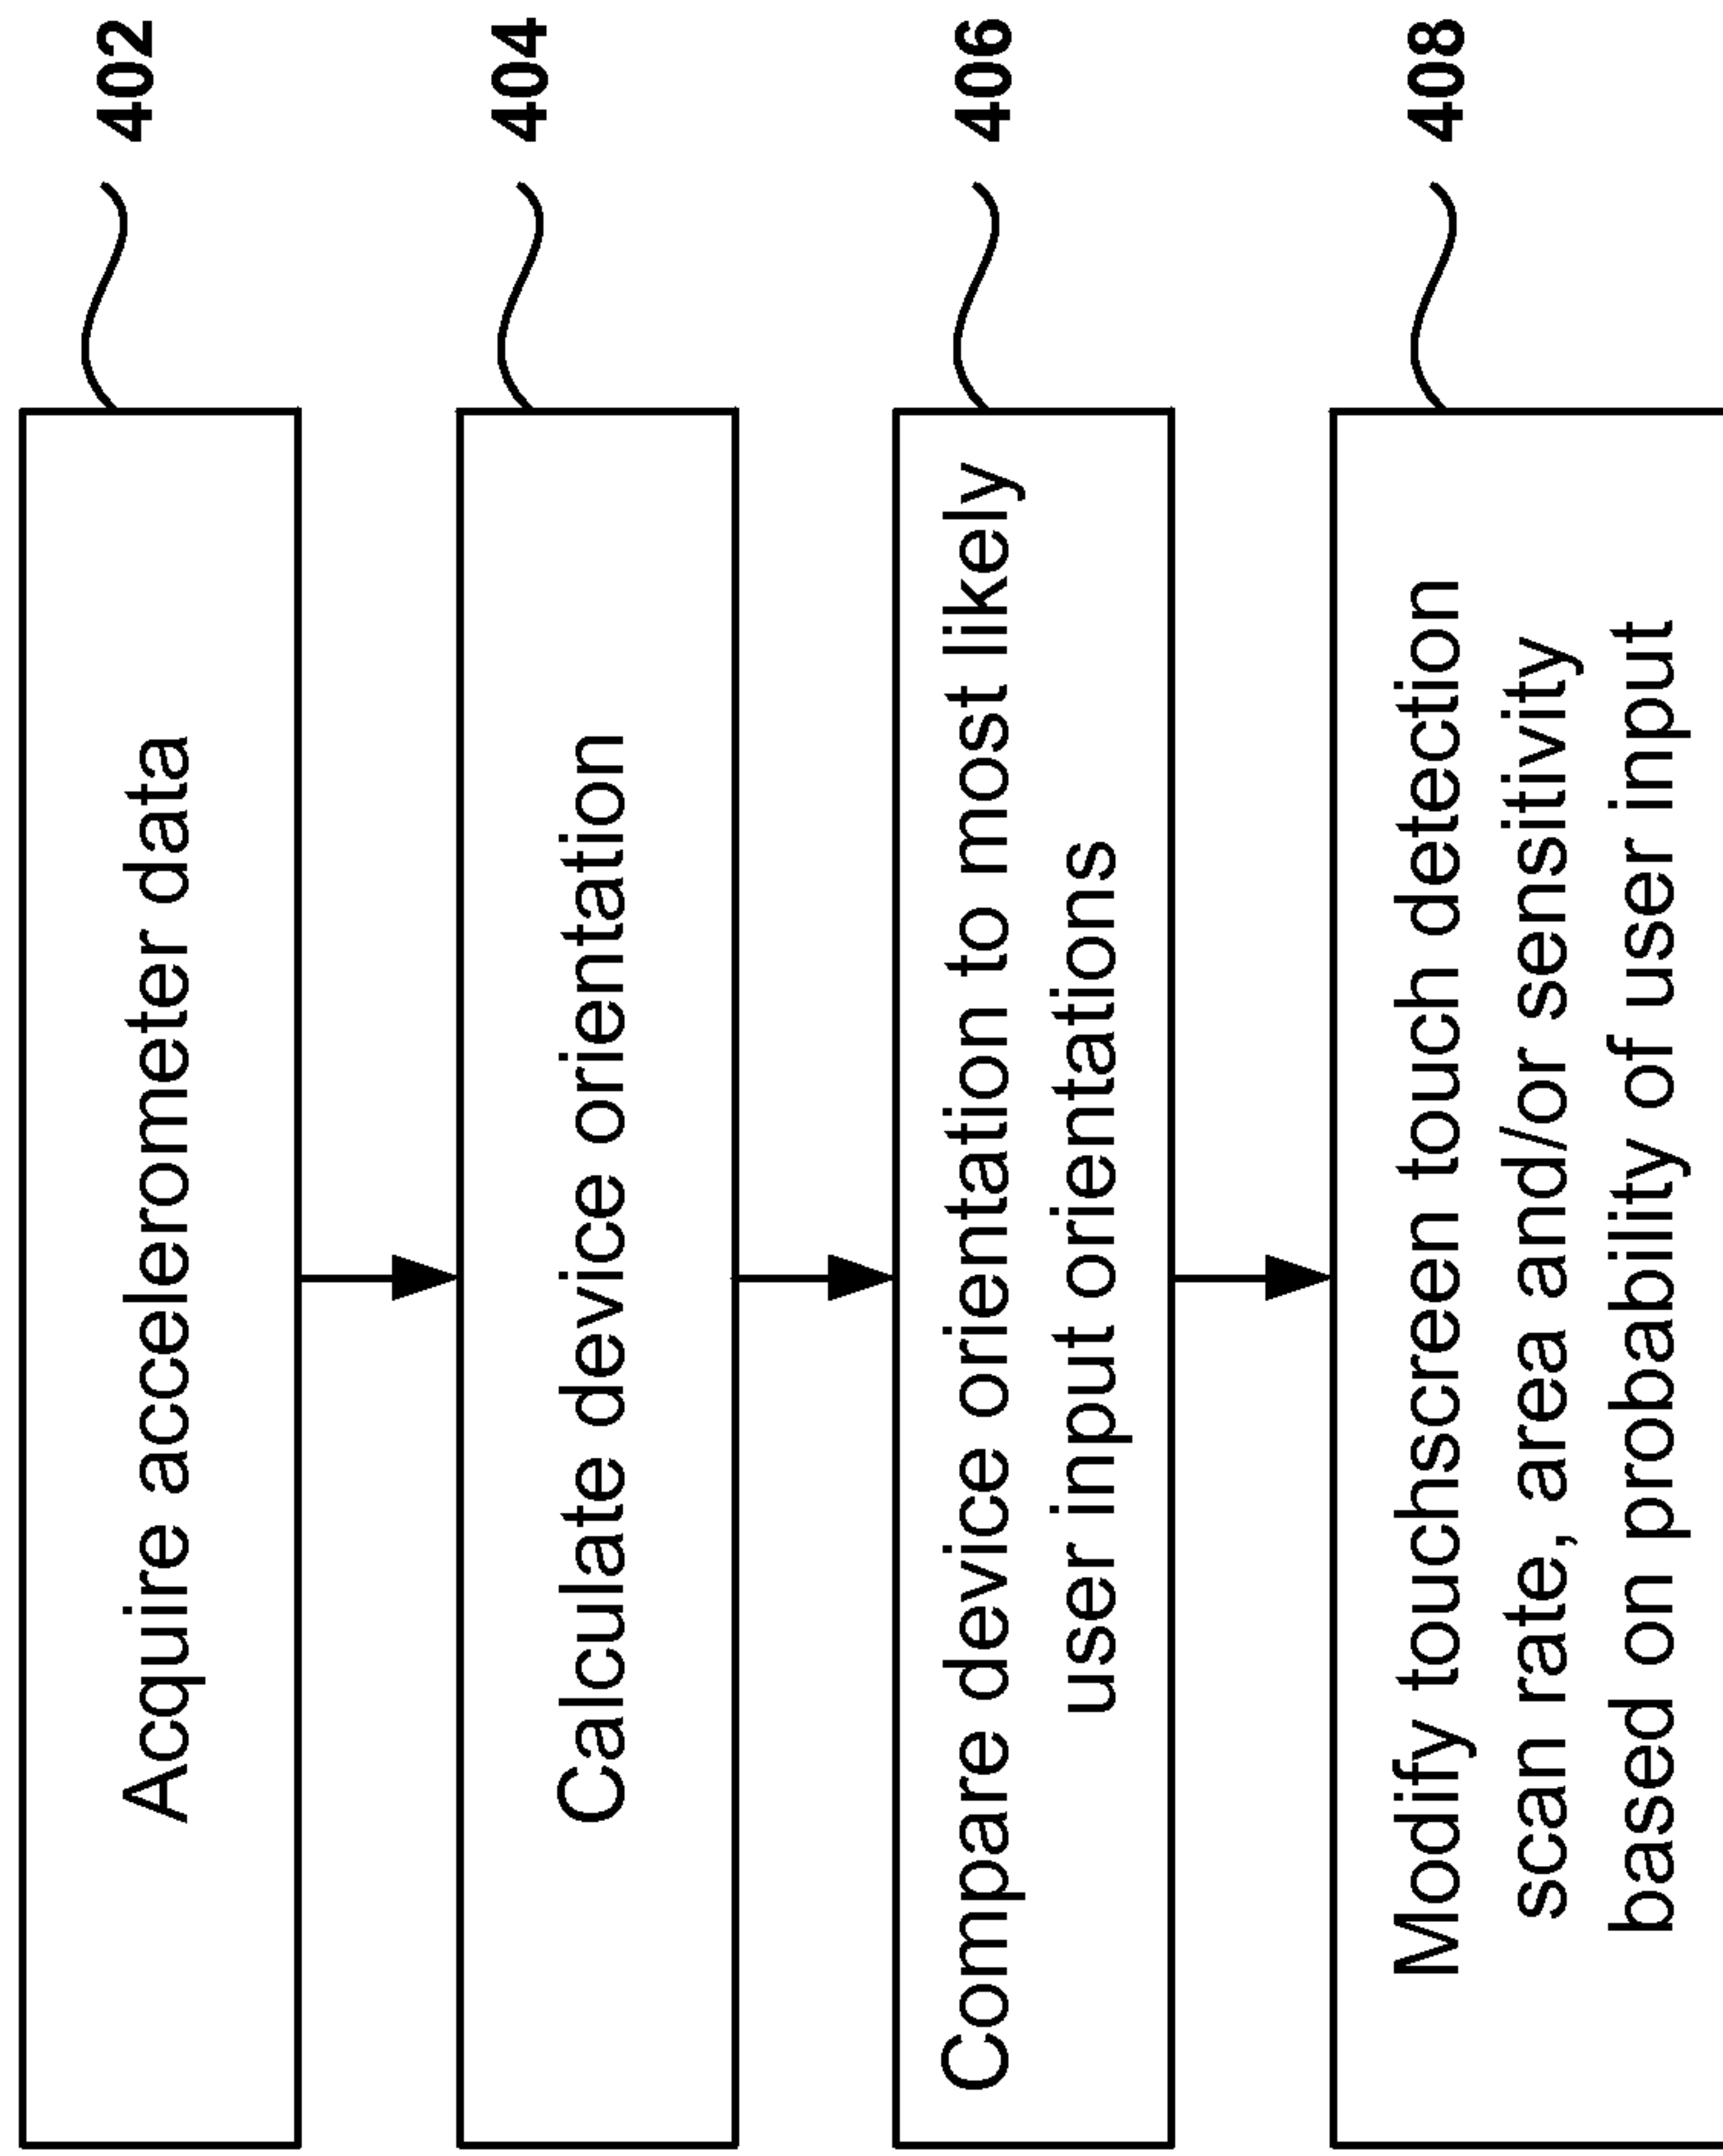 Acquire accelerometer data
402
Calculate device orientation
404
Compare device orientation to most likely
user input orientations
406
Modify touchscreen touch detection
scan rate, area and/or sensitivity
based on probability of user input
408